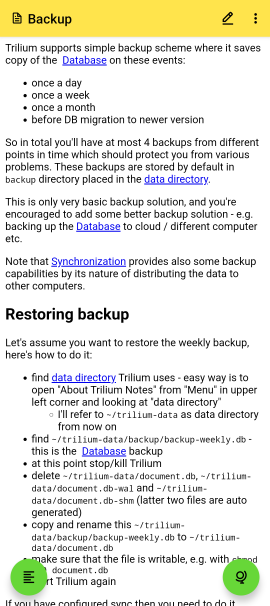 Backup
Trilium supports simple backup scheme where it saves
copy of the Database on these events:
• once a day
• once a week
• once a month
• before DB migration to newer version
So in total you'll have at most 4 backups from different
points in time which should protect you from various
problems. These backups are stored by default in
backup directory placed in the data directory.
This is only very basic backup solution, and you're
encouraged to add some better backup solution - e.g.
backing up the Database to cloud / different computer
etc.
Note that Synchronization provides also some backup
capabilities by its nature of distributing the data to
other computers.
Restoring backup
Let's assume you want to restore the weekly backup,
here's how to do it:
• find data directory Trilium uses - easy way is to
open "About Trilium Notes" from "Menu" in upper
left corner and looking at "data directory"
◦ I'll refer to ~/trilium-data as data directory
from now on
• find ~/trilium-data/backup/backup-weekly.db -
this is the Database backup
• at this point stop/kill Trilium
• delete ~/trilium-data/document.db, ~/trilium-
data/document.db-wal and ~/trilium-
data/document.db-shm (latter two files are auto
generated)
• copy and rename this ~/trilium-
data/backup/backup-weekly.db to ~/trilium-
data/document.db
make sure that the file is writable, e.g. with
document.db
Trilium again
If you have configured sync then you need to do it